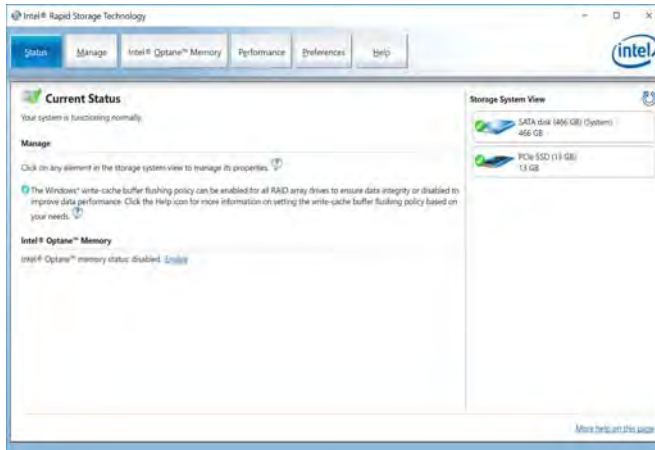 Intel® Rapid Storage Technology
Status Manage Intel® Optane™ Memory Performance Preferences Help
intel
Current Status
Your system is functioning normally.
Manage
Click on any element in the storage system view to manage its properties.
The Windows* write-cache buffer flushing policy can be enabled for all RAID array drives to ensure data integrity or disabled to
improve data performance. Click the Help icon for more information on setting the write-cache buffer flushing policy based on
your needs.
Intel® Optane™ Memory
Intel® Optane™ memory status: disabled. Enable
Storage System View
SATA disk (466 GB) (System)
466 GB
PCIe SSD (13 GB)
13 GB
More help on this page